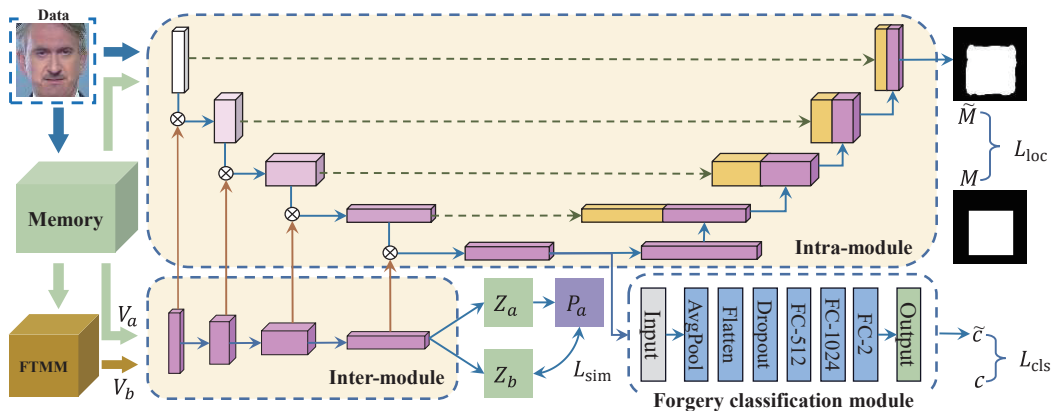 Data
Memory
FTMM
V_a
V_b
Intra-module
Inter-module
Z_a
P_a
Z_b
L_sim
Input
AvgPool
Flatten
Dropout
FC-512
FC-1024
FC-2
Output
Forgery classification module
M̃
L_loc
M
c̃
L_cls
c